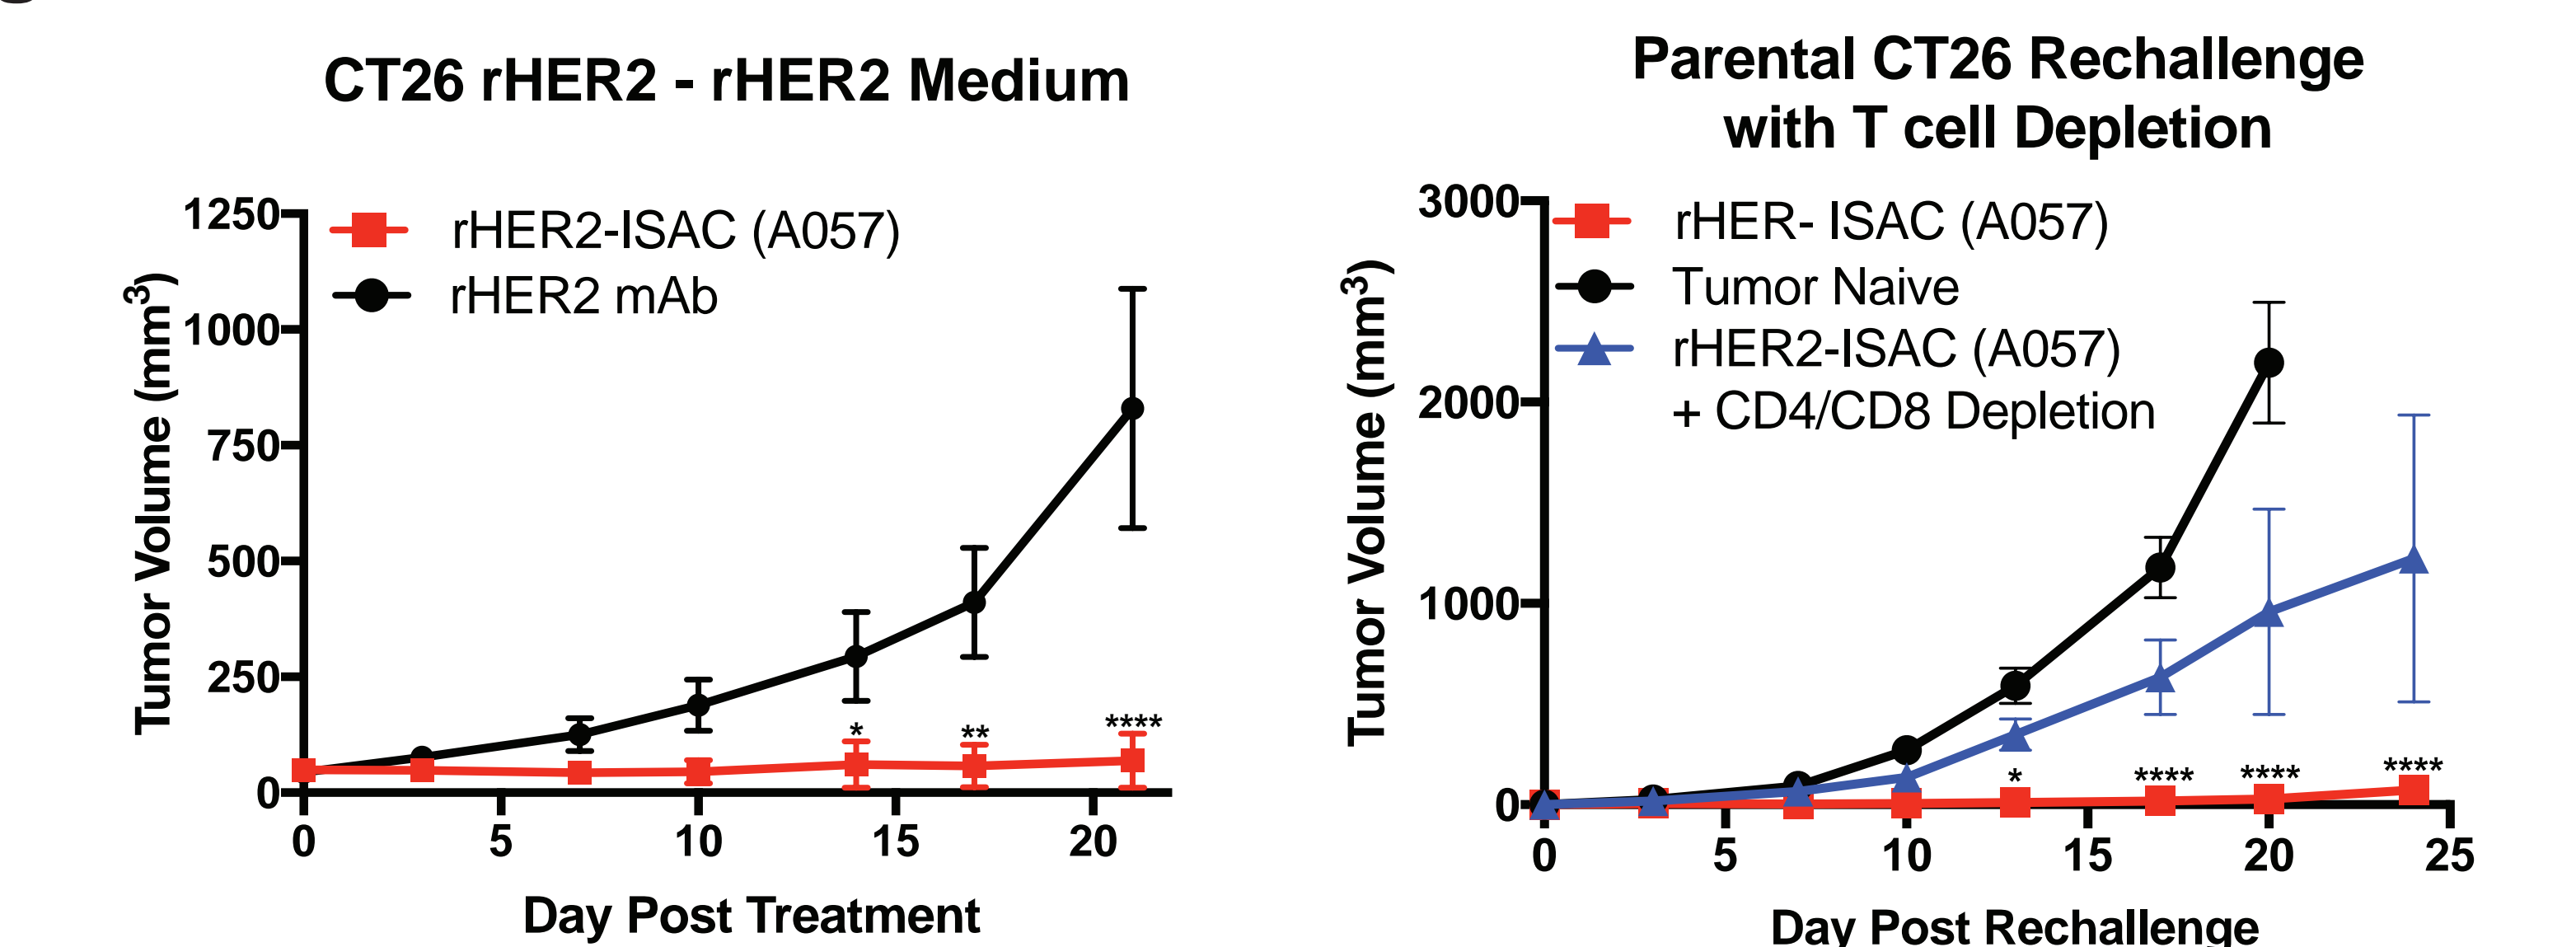 CT26 rHER2 - rHER2 Medium
1250
1000
750
500
250
0
Tumor Volume (mm³)
rHER2-ISAC (A057)
rHER2 mAb
*
**
****
0 5 10 15 20
Day Post Treatment
Parental CT26 Rechallenge
with T cell Depletion
3000
2000
1000
0
Tumor Volume (mm³)
rHER- ISAC (A057)
Tumor Naive
rHER2-ISAC (A057)
+ CD4/CD8 Depletion
*
****
****
****
0 5 10 15 20 25
Day Post Rechallenge